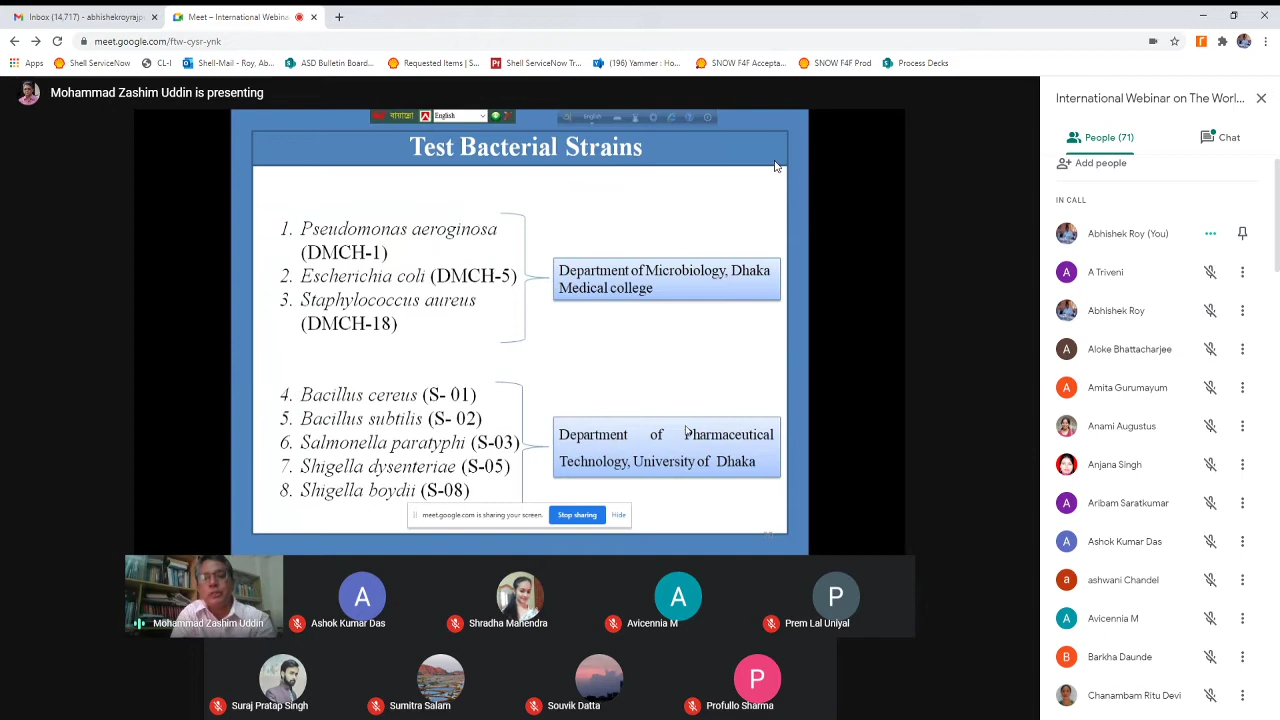 Inbox (14,717) - abhishekroyraj
Meet – International Webina
meet.google.com/ftw-cysr-ynk
Apps
Shell ServiceNow
CL-I
Shell-Mail - Roy, Ab...
ASD Bulletin Board...
Requested Items | S...
Shell ServiceNow Tr...
(196) Yammer : Ho...
SNOW F4F Accepta...
SNOW F4F Prod
Process Decks
Mohammad Zashim Uddin is presenting
English
English
Test Bacterial Strains
1. Pseudomonas aeroginosa
(DMCH-1)
2. Escherichia coli (DMCH-5)
3. Staphylococcus aureus
(DMCH-18)
Department of Microbiology, Dhaka
Medical college
4. Bacillus cereus (S- 01)
5. Bacillus subtilis (S- 02)
6. Salmonella paratyphi (S-03)
7. Shigella dysenteriae (S-05)
8. Shigella boydii (S-08)
Department of Pharmaceutical
Technology, University of Dhaka
meet.google.com is sharing your screen.
Stop sharing
Hide
Mohammad Zashim Uddin
A
Ashok Kumar Das
Shradha Mahendra
A
Avicennia M
P
Prem Lal Uniyal
Suraj Pratap Singh
Sumitra Salam
Souvik Datta
P
Profullo Sharma
International Webinar on The Worl...
People (71)
Chat
Add people
IN CALL
Abhishek Roy (You)
A
A Triveni
Abhishek Roy
A
Aloke Bhattacharjee
A
Amita Gurumayum
Anami Augustus
Anjana Singh
A
Aribam Saratkumar
A
Ashok Kumar Das
a
ashwani Chandel
A
Avicennia M
B
Barkha Daunde
Chanambam Ritu Devi